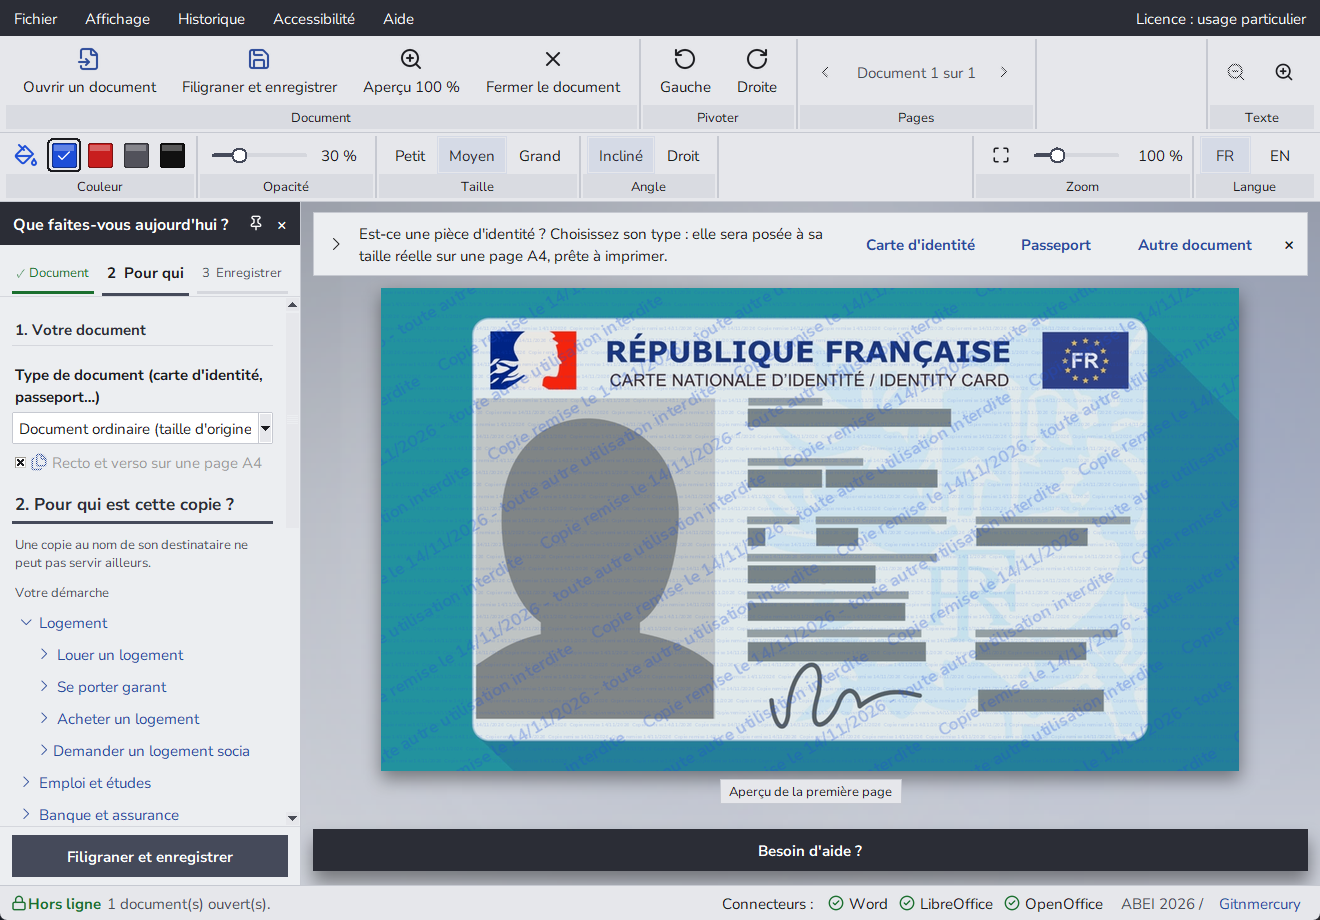 Fichier Affichage Historique Accessibilité Aide Licence : usage particulier
Ouvrir un document Filigraner et enregistrer Aperçu 100 % Fermer le document Gauche Droite Document 1 sur 1
Document Pivoter Pages Texte
30 % Petit Moyen Grand Incliné Droit 100 % FR EN
Couleur Opacité Taille Angle Zoom Langue
Que faites-vous aujourd'hui ?
Document 2 Pour qui 3 Enregistrer
1. Votre document
Type de document (carte d'identité,
passeport...)
Document ordinaire (taille d'origine
Recto et verso sur une page A4
2. Pour qui est cette copie ?
Une copie au nom de son destinataire ne
peut pas servir ailleurs.
Votre démarche
Logement
Louer un logement
Se porter garant
Acheter un logement
Demander un logement socia
Emploi et études
Banque et assurance
Filigraner et enregistrer
Est-ce une pièce d'identité ? Choisissez son type : elle sera posée à sa
taille réelle sur une page A4, prête à imprimer.
Carte d'identité Passeport Autre document
RÉPUBLIQUE FRANÇAISE
CARTE NATIONALE D'IDENTITÉ / IDENTITY CARD
FR
Copie remise le 14/11/2026 - toute autre utilisation interdite
Aperçu de la première page
Besoin d'aide ?
Hors ligne 1 document(s) ouvert(s). Connecteurs : Word LibreOffice OpenOffice ABEI 2026 / Gitnmercury